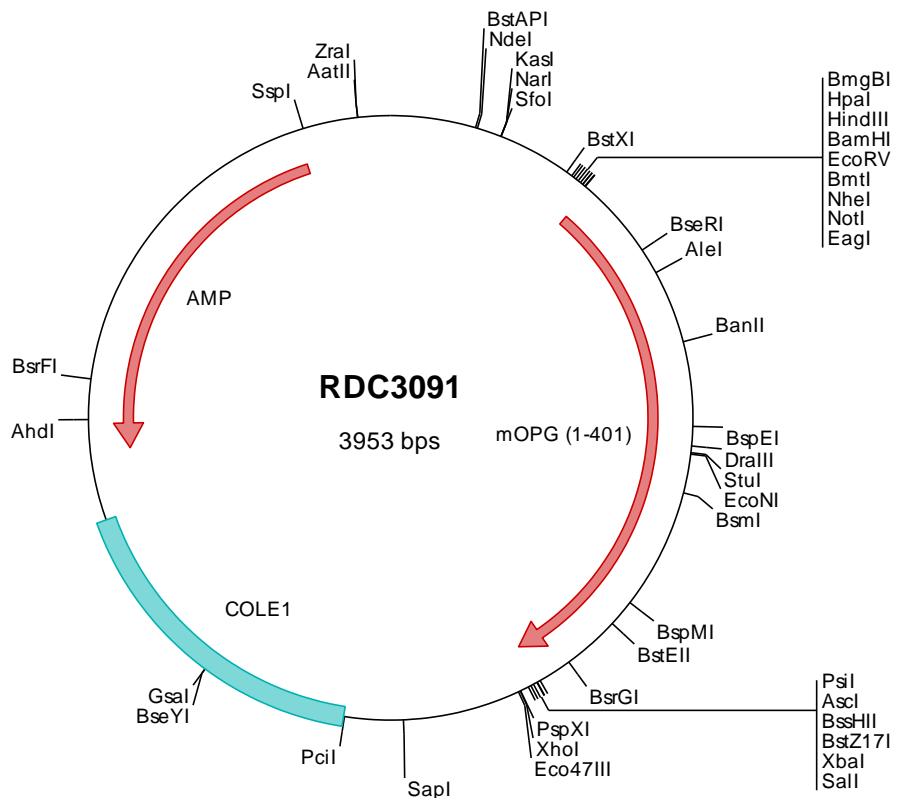 BstAPI
NdeI
KasI
NarI
SfoI
ZraI
AatII
SspI
BstXI
BmgBI
HpaI
HindIII
BamHI
EcoRV
BmtI
NheI
NotI
EagI
BseRI
AleI
BanII
AMP
BsrFI
AhdI
RDC3091
3953 bps
mOPG (1-401)
BspEI
DraIII
StuI
EcoNI
BsmI
COLE1
BspMI
BstEII
BsrGI
GsaI
BseYI
PciI
SapI
PspXI
XhoI
Eco47III
PsiI
AscI
BssHII
BstZ17I
XbaI
SalI